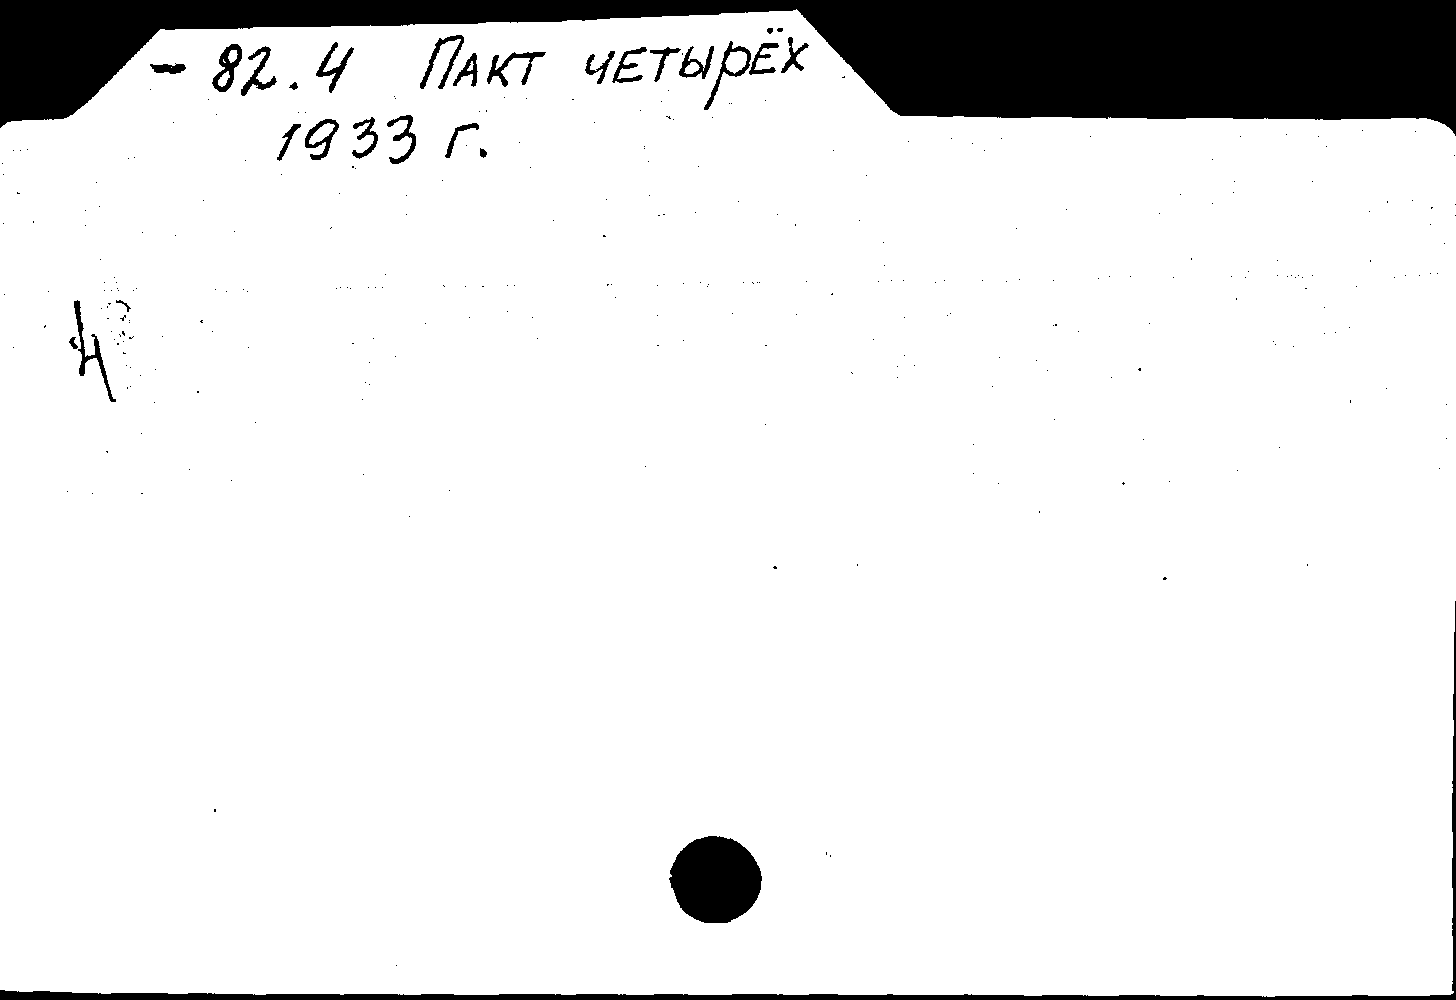 - 82.4 Пакт четырёх
1933 г.